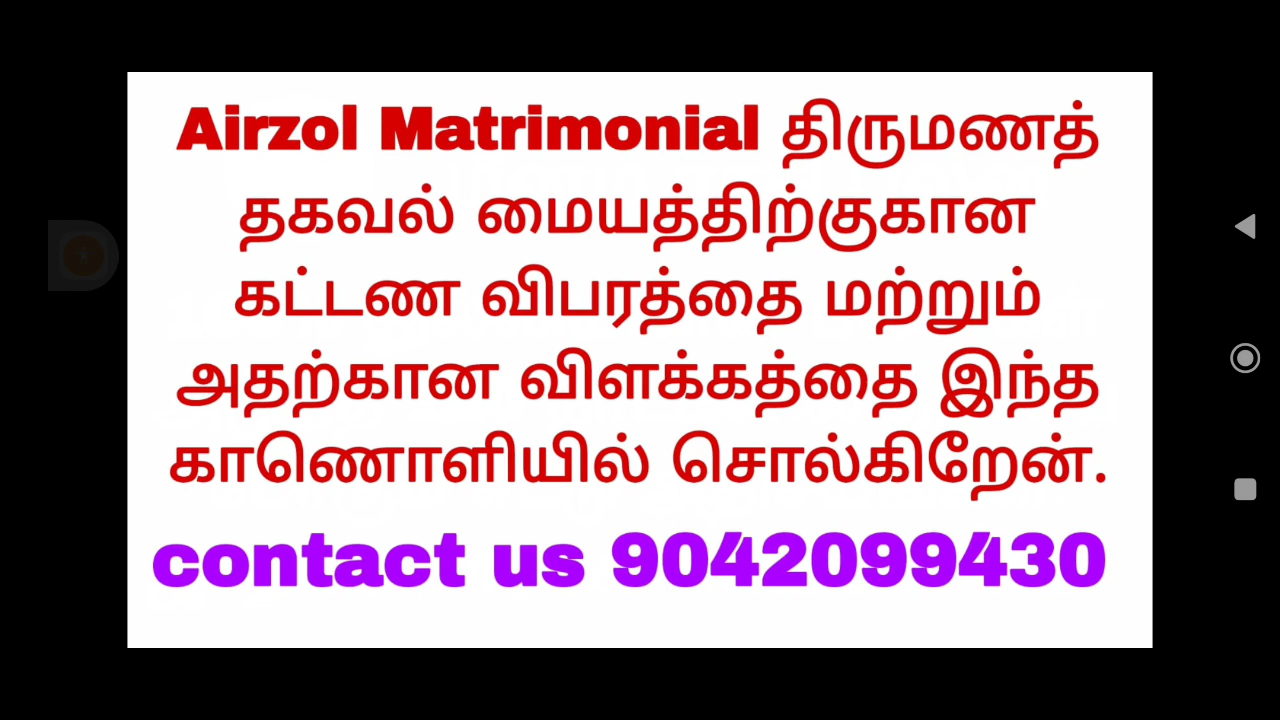 Airzol Matrimonial திருமணத்
தகவல் மையத்திற்குகான
கட்டண விபரத்தை மற்றும்
அதற்கான விளக்கத்தை இந்த
காணொளியில் சொல்கிறேன்.
contact us 9042099430